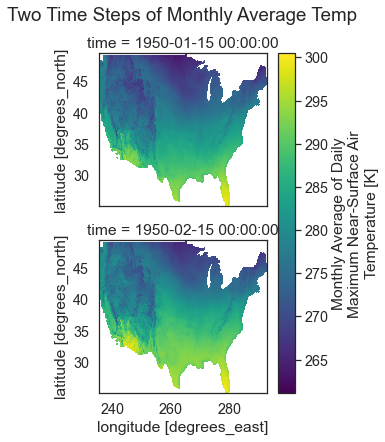 Two Time Steps of Monthly Average Temp
time = 1950-01-15 00:00:00
45
40
35
30
latitude [degrees_north]
time = 1950-02-15 00:00:00
45
40
35
30
latitude [degrees_north]
240
260
280
longitude [degrees_east]
300
295
290
285
280
275
270
265
Monthly Average of Daily
Maximum Near-Surface Air
Temperature [K]